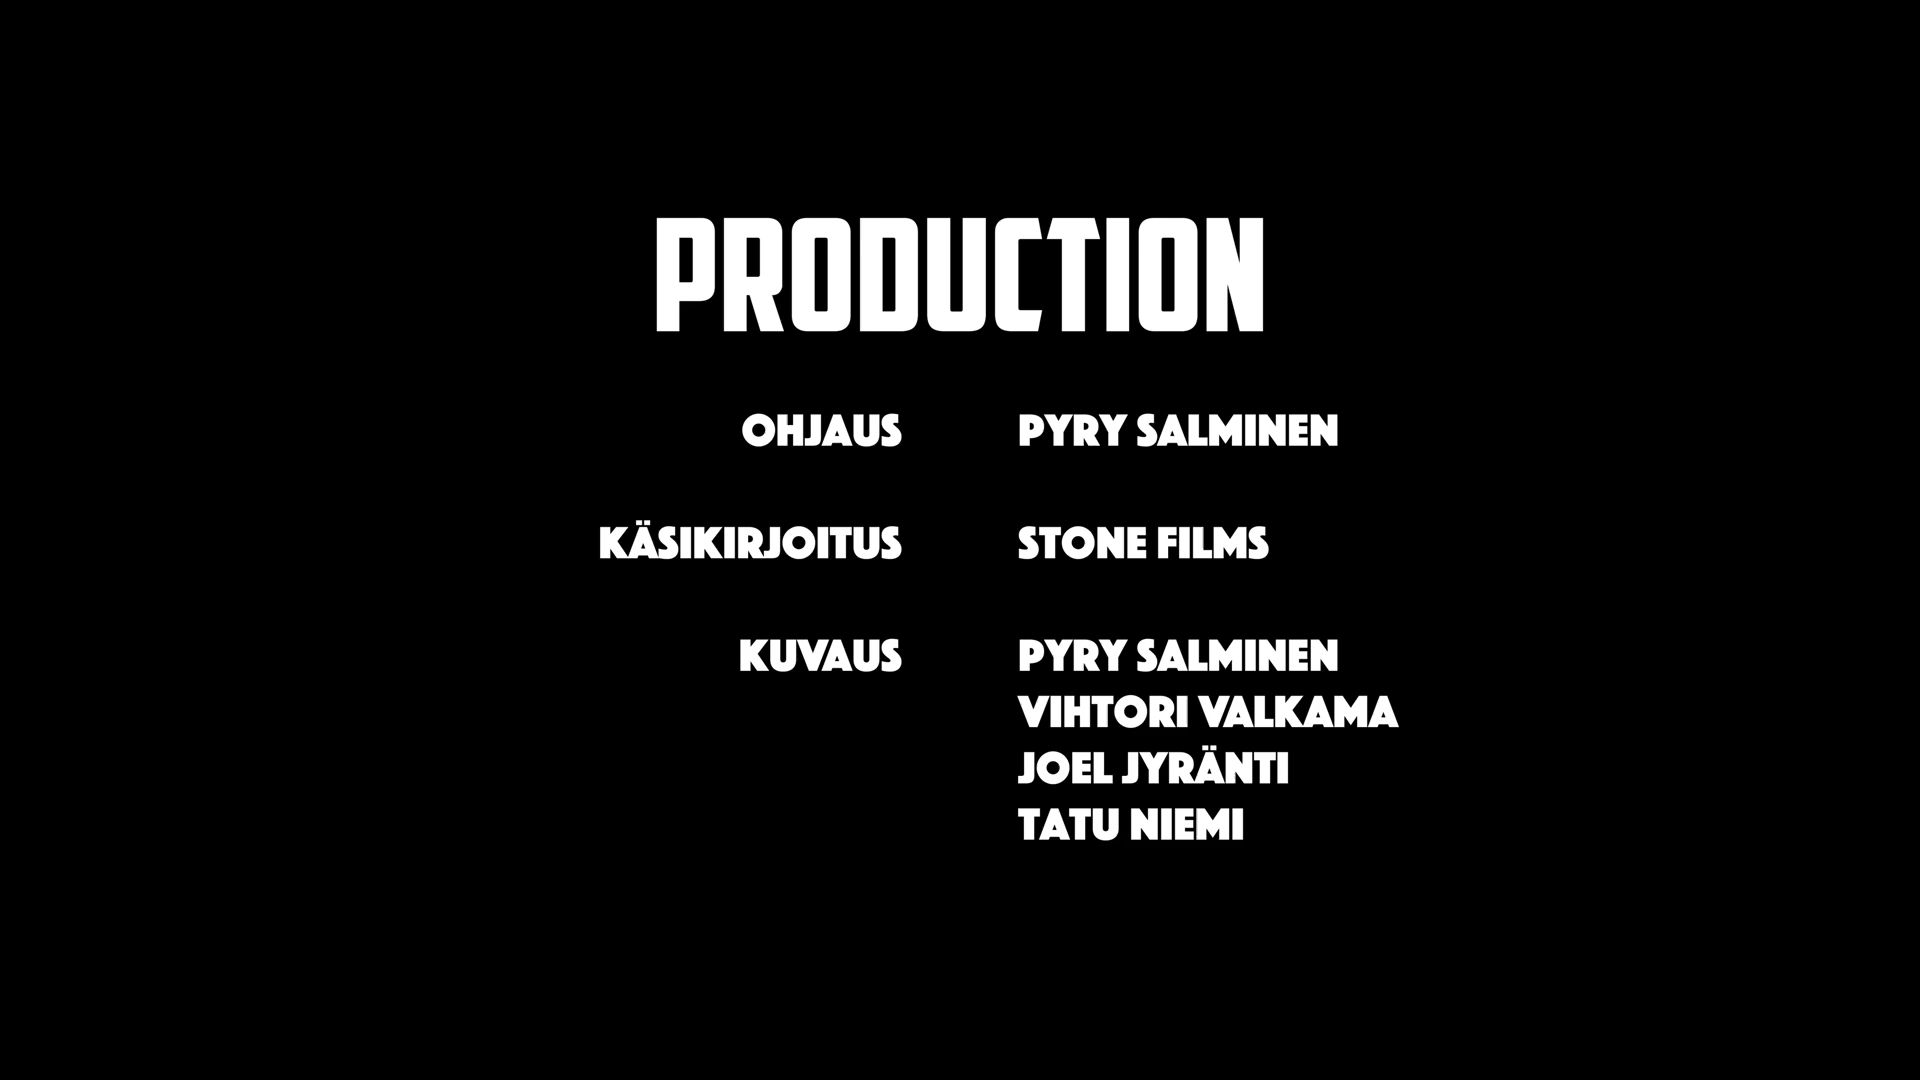 PRODUCTION
OHJAUS PYRY SALMINEN
KÄSIKIRJOITUS STONE FILMS
KUVAUS PYRY SALMINEN
VIHTORI VALKAMA
JOEL JYRÄNTI
TATU NIEMI